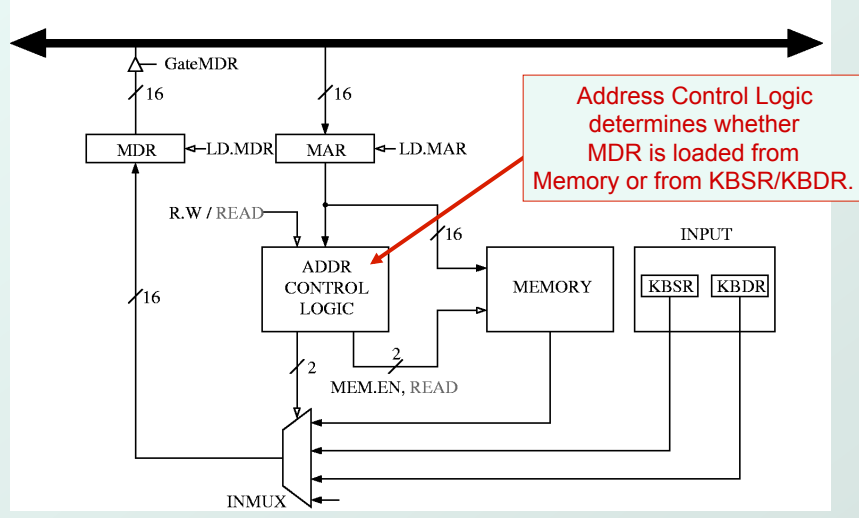 GateMDR
16
16
Address Control Logic
determines whether
MDR is loaded from
Memory or from KBSR/KBDR.
MDR
LD.MDR
MAR
LD.MAR
R.W / READ
16
INPUT
ADDR
CONTROL
LOGIC
MEMORY
KBSR
KBDR
16
2
2
MEM.EN, READ
INMUX